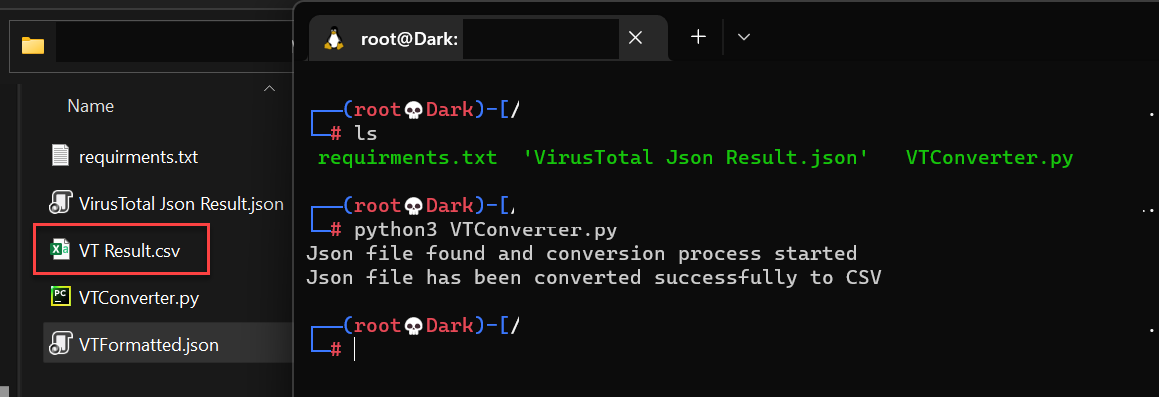 Name
requirments.txt
VirusTotal Json Result.json
VT Result.csv
VTConverter.py
VTFormatted.json
root@Dark:
(root💀Dark)-[/
# ls
requirments.txt 'VirusTotal Json Result.json' VTConverter.py
(root💀Dark)-[/
# python3 VTConverter.py
Json file found and conversion process started
Json file has been converted successfully to CSV
(root💀Dark)-[/
#